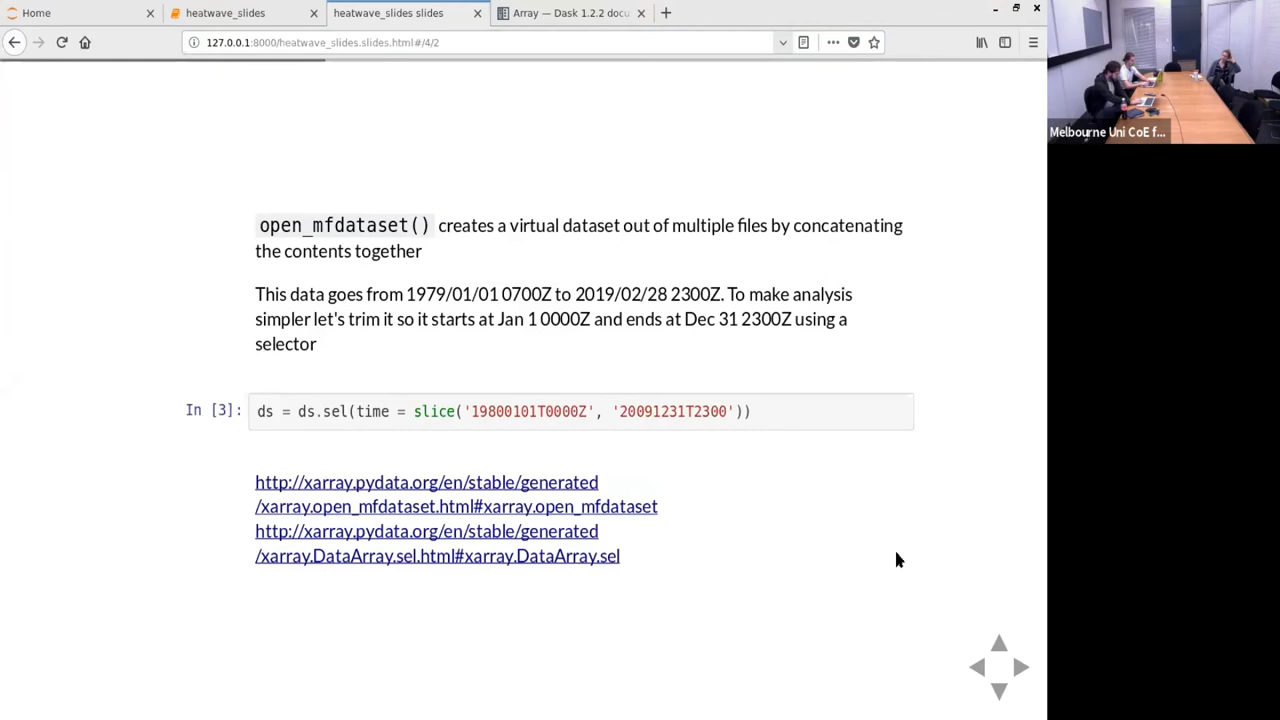 Home
heatwave_slides
heatwave_slides slides
Array — Dask 1.2.2 docu
127.0.0.1:8000/heatwave_slides.slides.html#/4/2
Melbourne Uni CoE f...
open_mfdataset() creates a virtual dataset out of multiple files by concatenating
the contents together
This data goes from 1979/01/01 0700Z to 2019/02/28 2300Z. To make analysis
simpler let's trim it so it starts at Jan 1 0000Z and ends at Dec 31 2300Z using a
selector
In [3]: ds = ds.sel(time = slice('19800101T0000Z', '20091231T2300'))
http://xarray.pydata.org/en/stable/generated
/xarray.open_mfdataset.html#xarray.open_mfdataset
http://xarray.pydata.org/en/stable/generated
/xarray.DataArray.sel.html#xarray.DataArray.sel